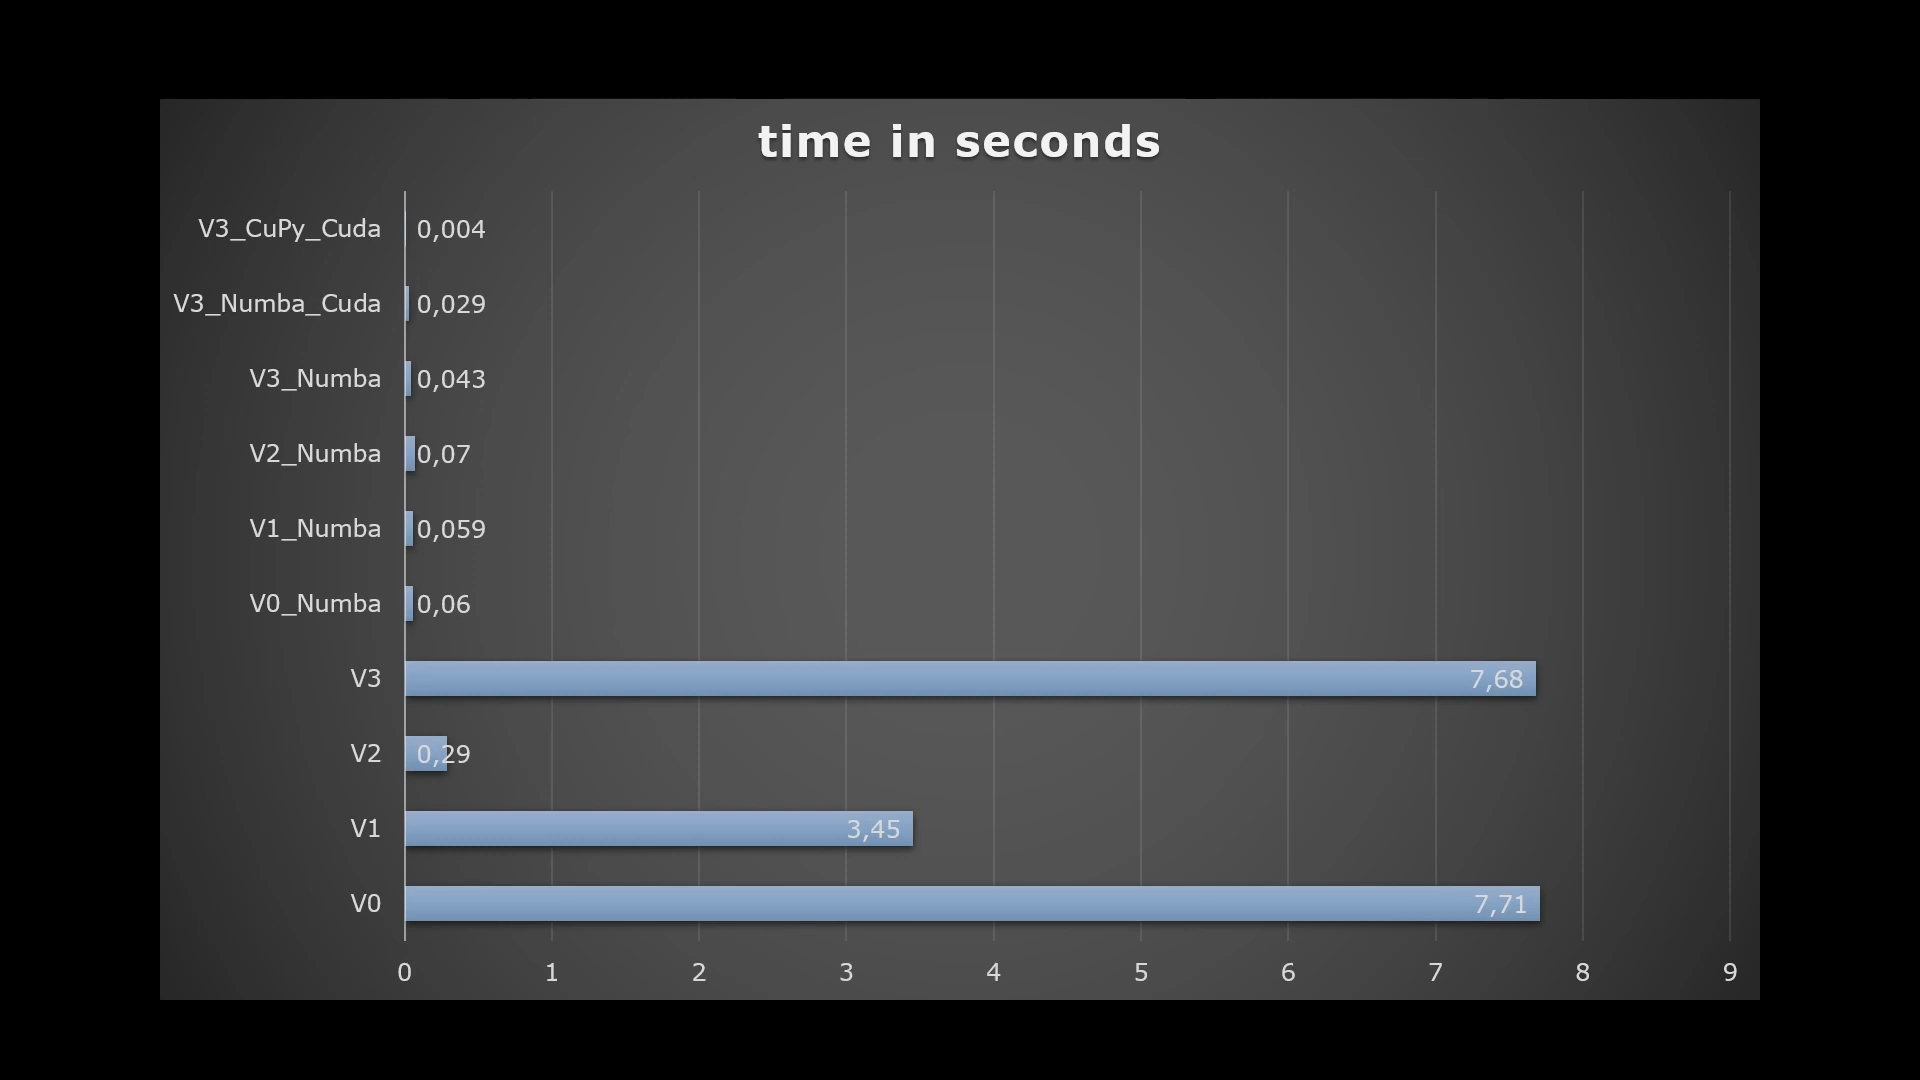 time in seconds
V3_CuPy_Cuda 0,004
V3_Numba_Cuda 0,029
V3_Numba 0,043
V2_Numba 0,07
V1_Numba 0,059
V0_Numba 0,06
V3 7,68
V2 0,29
V1 3,45
V0 7,71
0 1 2 3 4 5 6 7 8 9